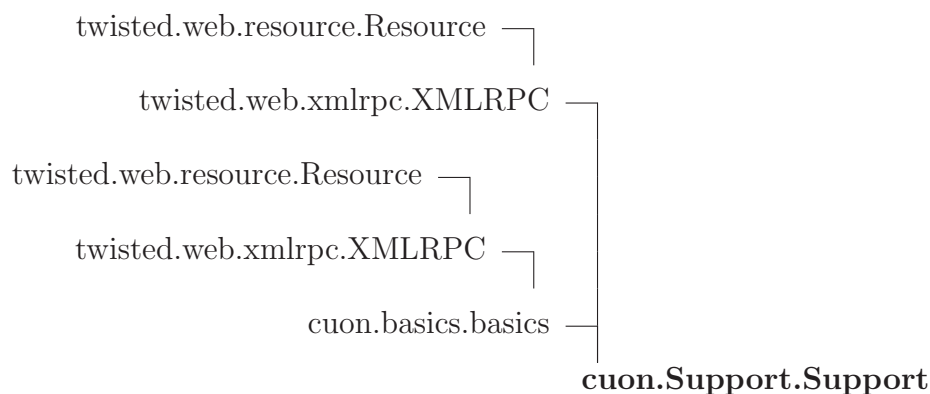 twisted.web.resource.Resource
twisted.web.xmlrpc.XMLRPC
twisted.web.resource.Resource
twisted.web.xmlrpc.XMLRPC
cuon.basics.basics
cuon.Support.Support